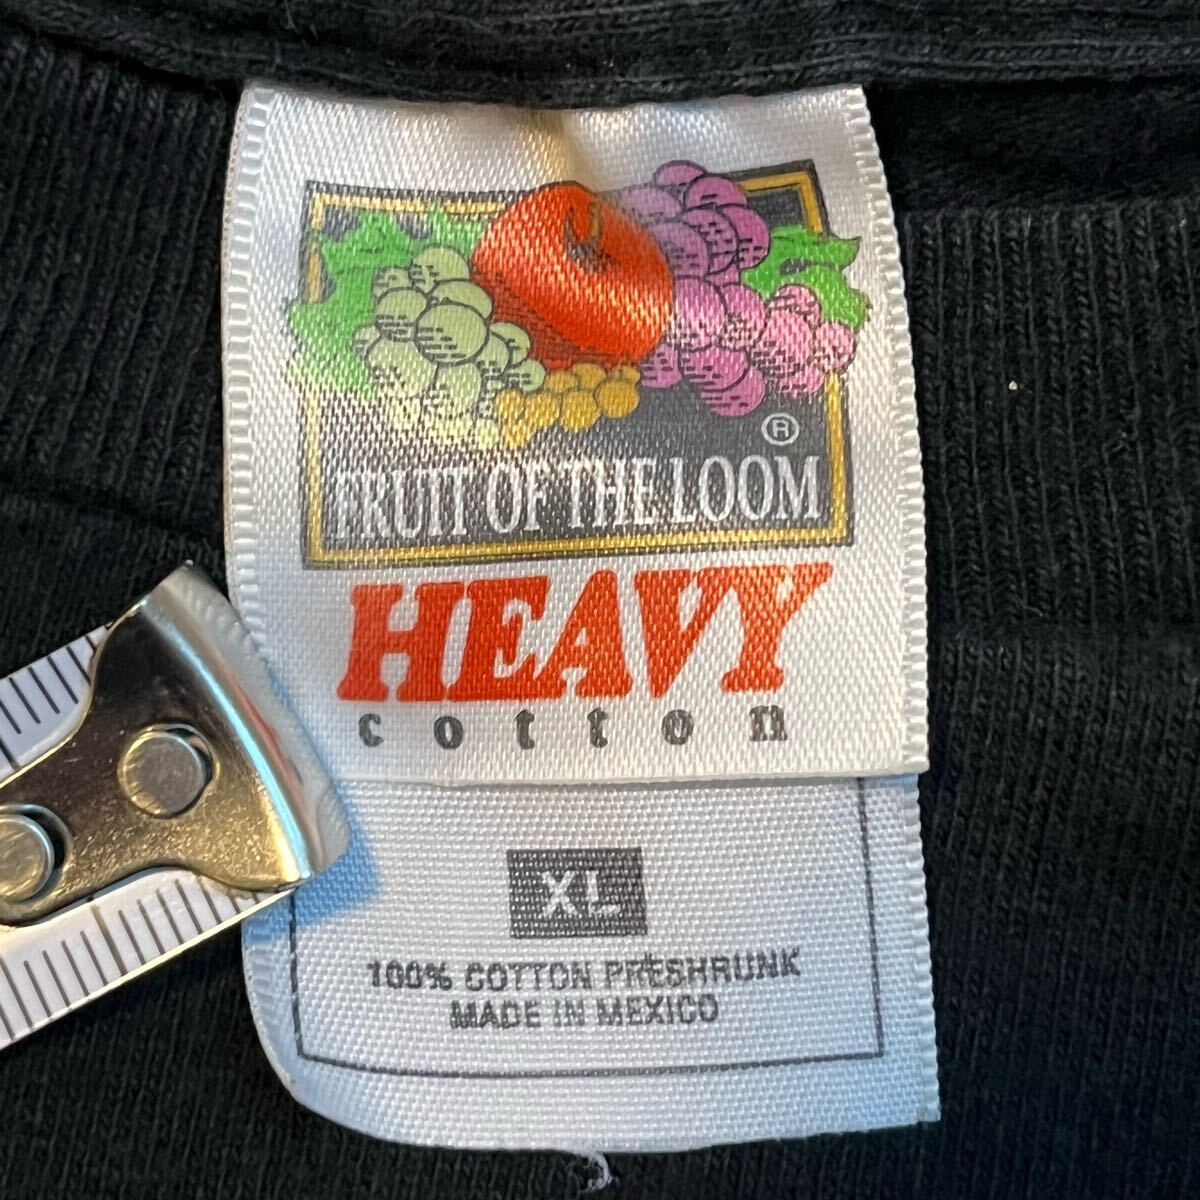 ®
FRUIT OF THE LOOM
HEAVY
cotton
XL
100% COTTON PRESHRUNK
MADE IN MEXICO